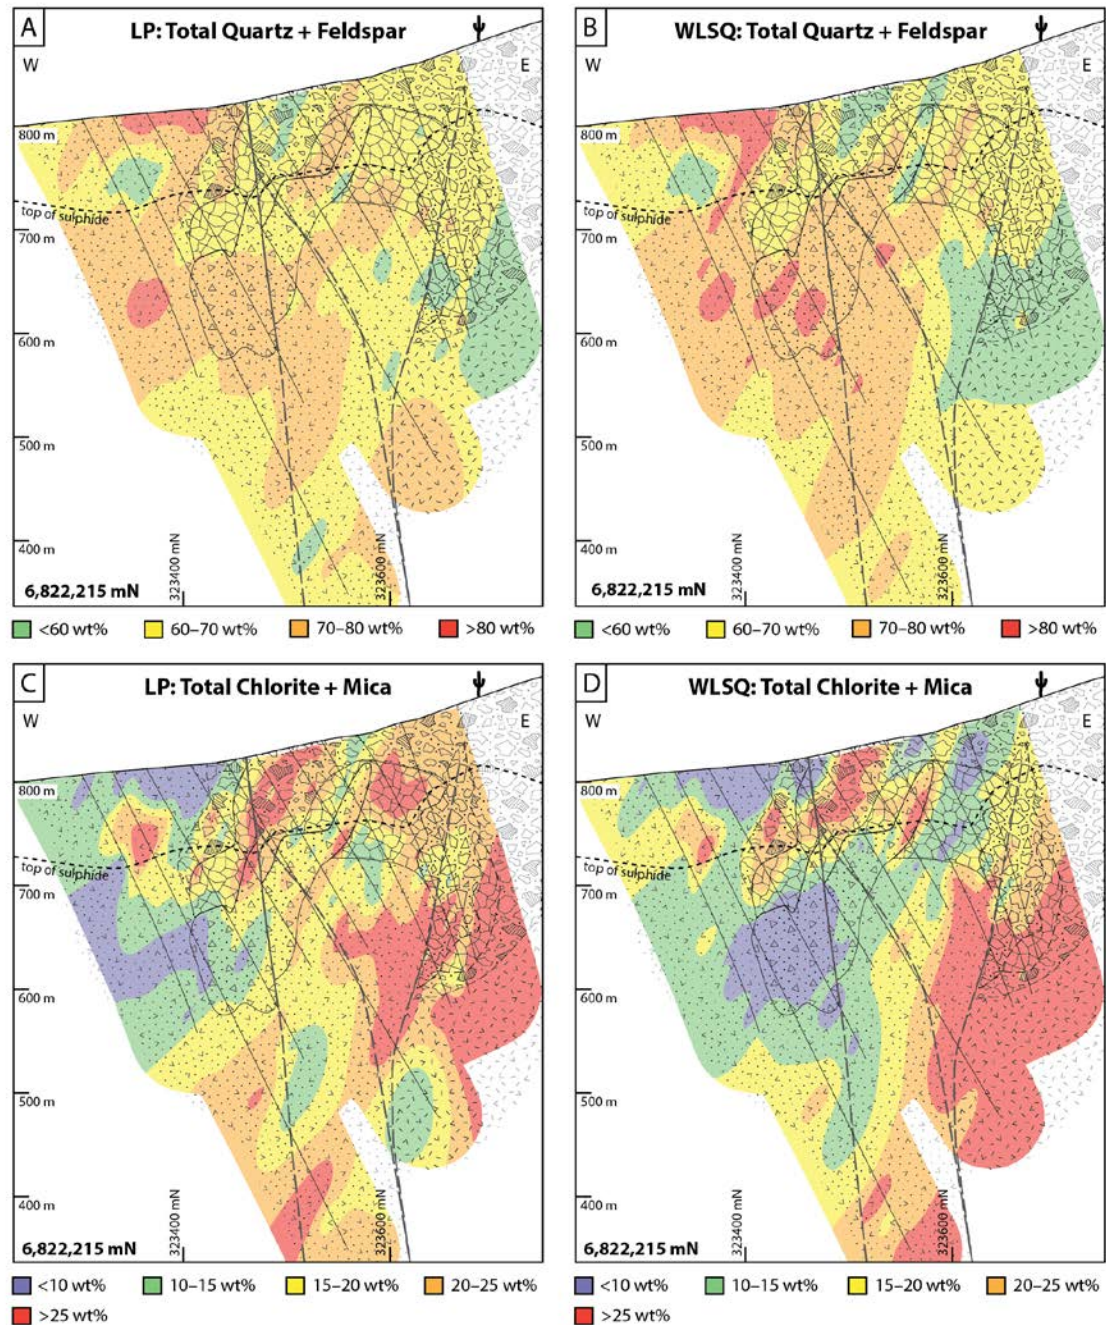 A
LP: Total Quartz + Feldspar
W
E
800 m
top of sulphide
700 m
600 m
500 m
400 m
323400 mN
323600 mN
6,822,215 mN
<60 wt%
60–70 wt%
70–80 wt%
>80 wt%
B
WLSQ: Total Quartz + Feldspar
W
E
800 m
top of sulphide
700 m
600 m
500 m
400 m
323400 mN
323600 mN
6,822,215 mN
<60 wt%
60–70 wt%
70–80 wt%
>80 wt%
C
LP: Total Chlorite + Mica
W
E
800 m
top of sulphide
700 m
600 m
500 m
400 m
323400 mN
323600 mN
6,822,215 mN
<10 wt%
10–15 wt%
15–20 wt%
20–25 wt%
>25 wt%
D
WLSQ: Total Chlorite + Mica
W
E
800 m
top of sulphide
700 m
600 m
500 m
400 m
323400 mN
323600 mN
6,822,215 mN
<10 wt%
10–15 wt%
15–20 wt%
20–25 wt%
>25 wt%